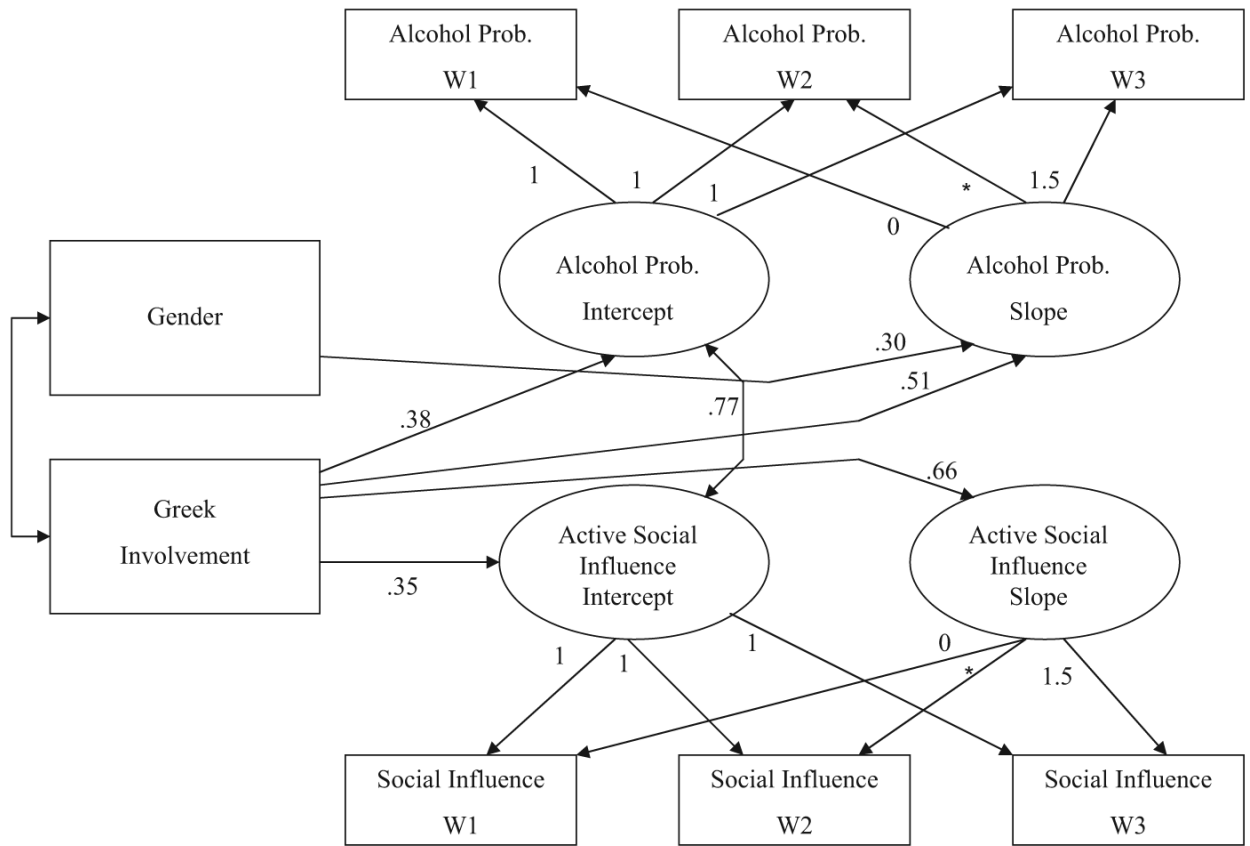 Alcohol Prob.
W1
Alcohol Prob.
W2
Alcohol Prob.
W3
1
1
1
0
*
1.5
Gender
Alcohol Prob.
Intercept
Alcohol Prob.
Slope
.30
.51
.38
.77
.66
Greek
Involvement
.35
Active Social
Influence
Intercept
Active Social
Influence
Slope
1
1
1
0
*
1.5
Social Influence
W1
Social Influence
W2
Social Influence
W3